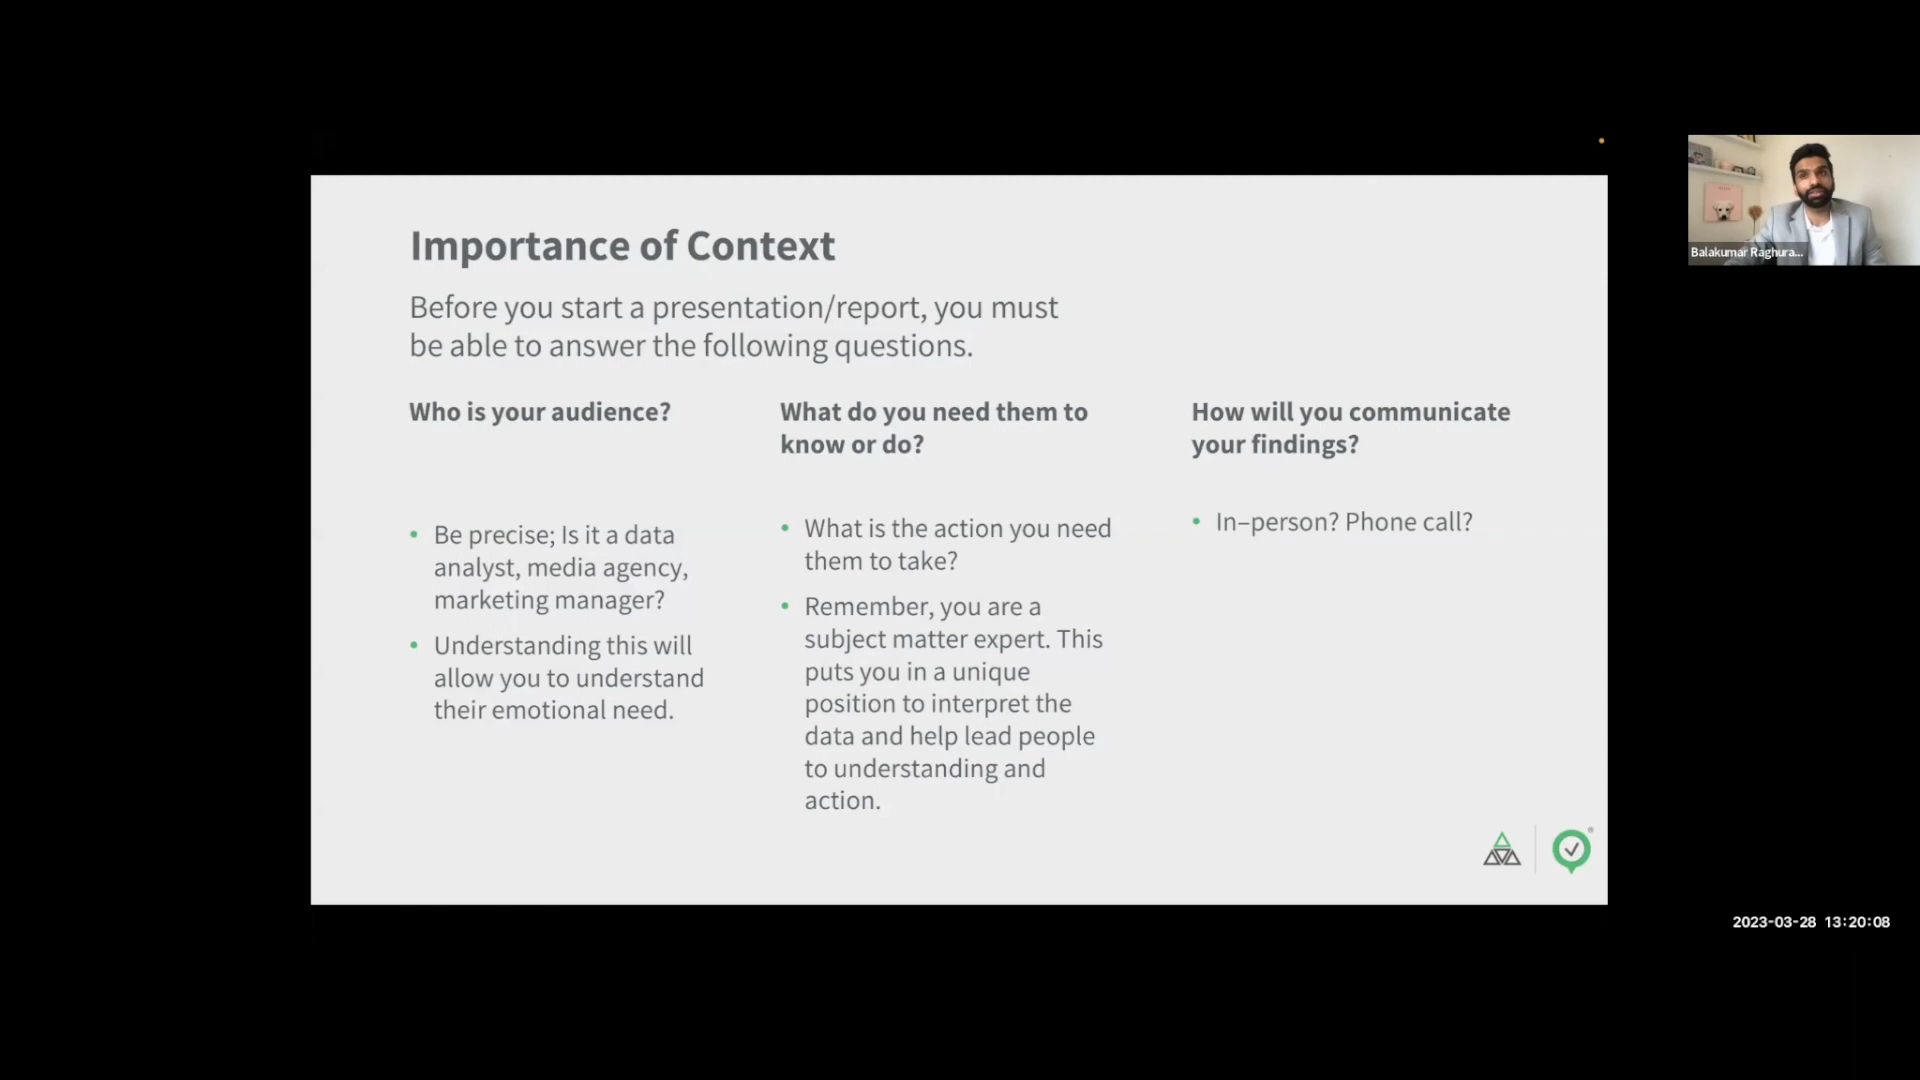 Importance of Context
Before you start a presentation/report, you must
be able to answer the following questions.
Who is your audience?
• Be precise; Is it a data
analyst, media agency,
marketing manager?
• Understanding this will
allow you to understand
their emotional need.
What do you need them to
know or do?
• What is the action you need
them to take?
• Remember, you are a
subject matter expert. This
puts you in a unique
position to interpret the
data and help lead people
to understanding and
action.
How will you communicate
your findings?
• In–person? Phone call?
®
Balakumar Raghura...
2023-03-28 13:20:08